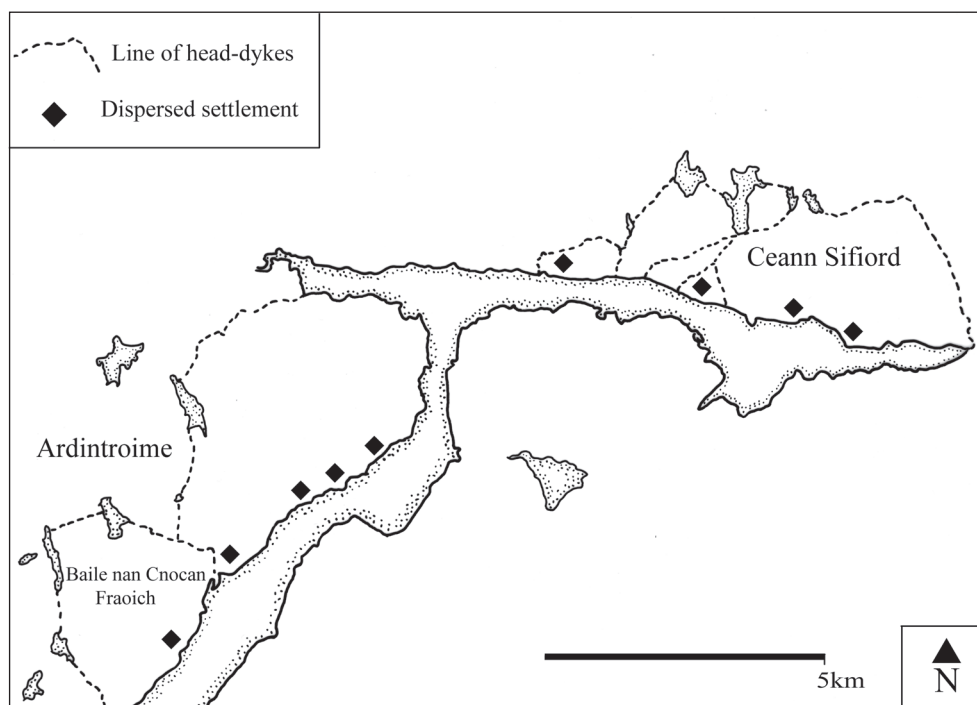 Line of head-dykes
Dispersed settlement
Ceann Sifiord
Ardintroime
Baile nan Cnocan
Fraoich
5km
N